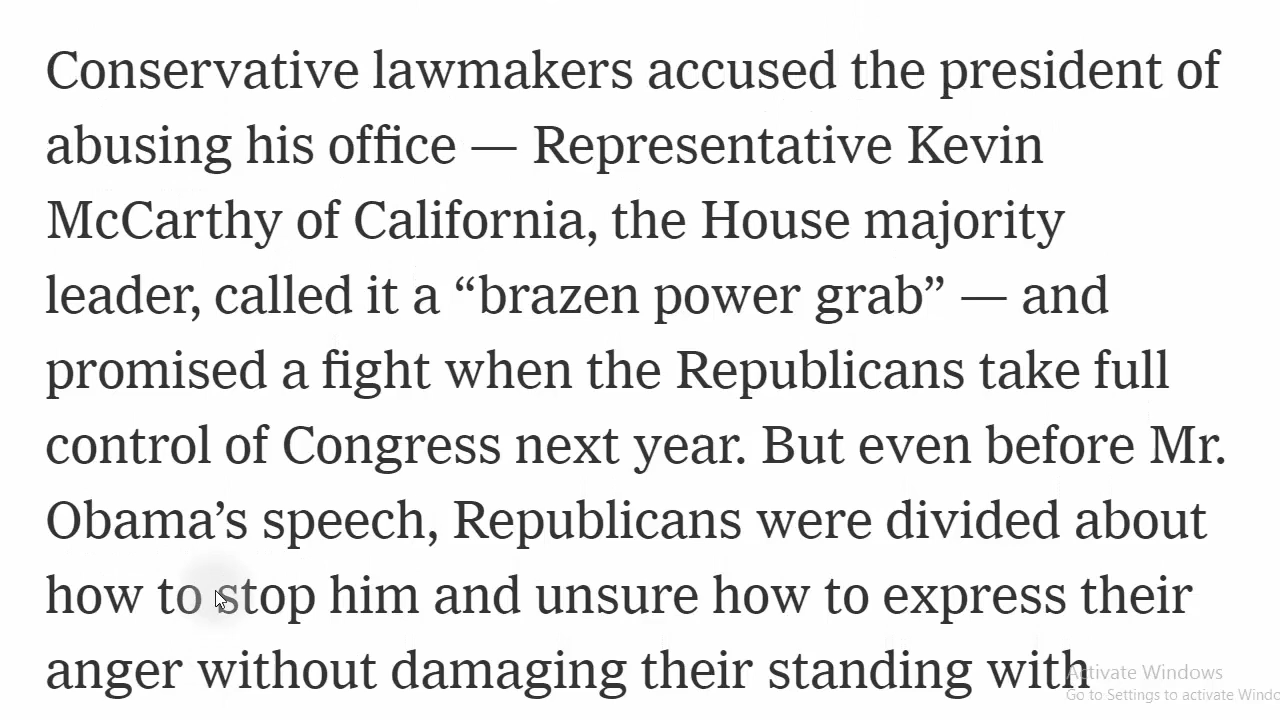 Conservative lawmakers accused the president of
abusing his office — Representative Kevin
McCarthy of California, the House majority
leader, called it a “brazen power grab” — and
promised a fight when the Republicans take full
control of Congress next year. But even before Mr.
Obama’s speech, Republicans were divided about
how to stop him and unsure how to express their
anger without damaging their standing with
Activate Windows
Go to Settings to activate Windo